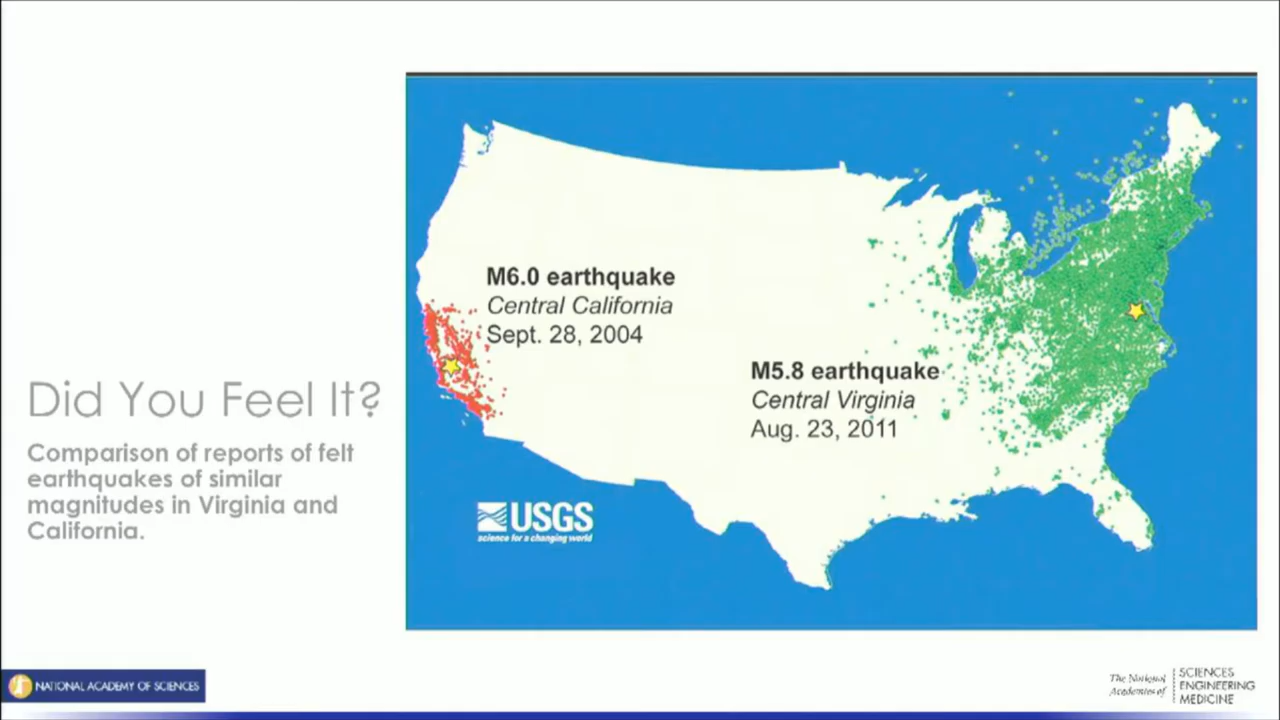 M6.0 earthquake
Central California
Sept. 28, 2004
M5.8 earthquake
Central Virginia
Aug. 23, 2011
Did You Feel It?
Comparison of reports of felt
earthquakes of similar
magnitudes in Virginia and
California.
USGS
science for a changing world
NATIONAL ACADEMY OF SCIENCES
The National
Academies of
SCIENCES
ENGINEERING
MEDICINE